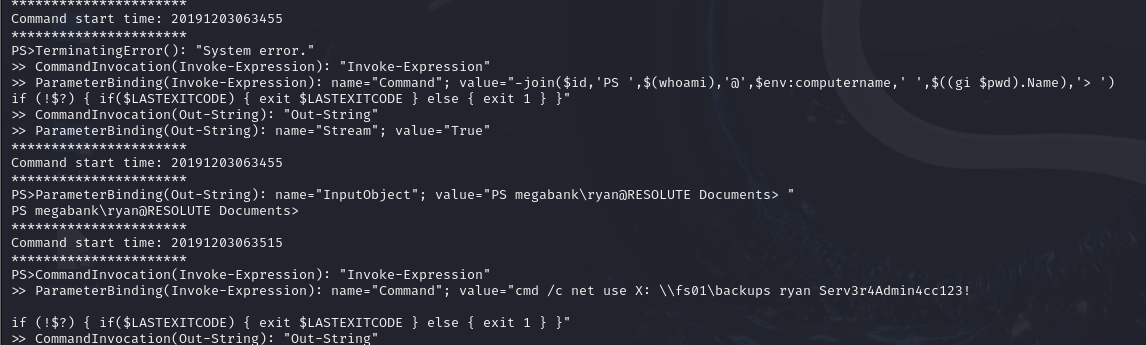 **********************
Command start time: 20191203063455
**********************
PS>TerminatingError(): "System error."
>> CommandInvocation(Invoke-Expression): "Invoke-Expression"
>> ParameterBinding(Invoke-Expression): name="Command"; value="-join($id,'PS ',$(whoami),'@',$env:computername,' ',$((gi $pwd).Name),'> ')
if (!$?) { if($LASTEXITCODE) { exit $LASTEXITCODE } else { exit 1 } }"
>> CommandInvocation(Out-String): "Out-String"
>> ParameterBinding(Out-String): name="Stream"; value="True"
**********************
Command start time: 20191203063455
**********************
PS>ParameterBinding(Out-String): name="InputObject"; value="PS megabank\ryan@RESOLUTE Documents> "
PS megabank\ryan@RESOLUTE Documents>
**********************
Command start time: 20191203063515
**********************
PS>CommandInvocation(Invoke-Expression): "Invoke-Expression"
>> ParameterBinding(Invoke-Expression): name="Command"; value="cmd /c net use X: \\fs01\backups ryan Serv3r4Admin4cc123!
if (!$?) { if($LASTEXITCODE) { exit $LASTEXITCODE } else { exit 1 } }"
>> CommandInvocation(Out-String): "Out-String"